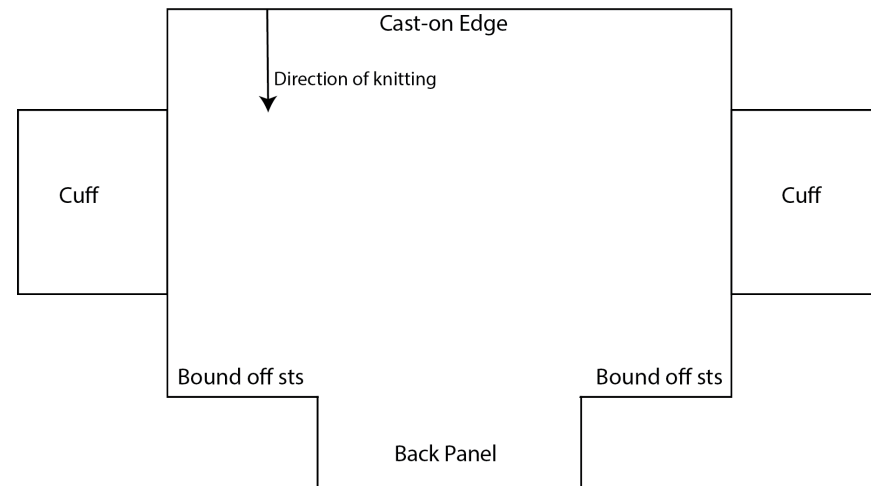 Cast-on Edge
Direction of knitting
Cuff
Cuff
Bound off sts
Bound off sts
Back Panel